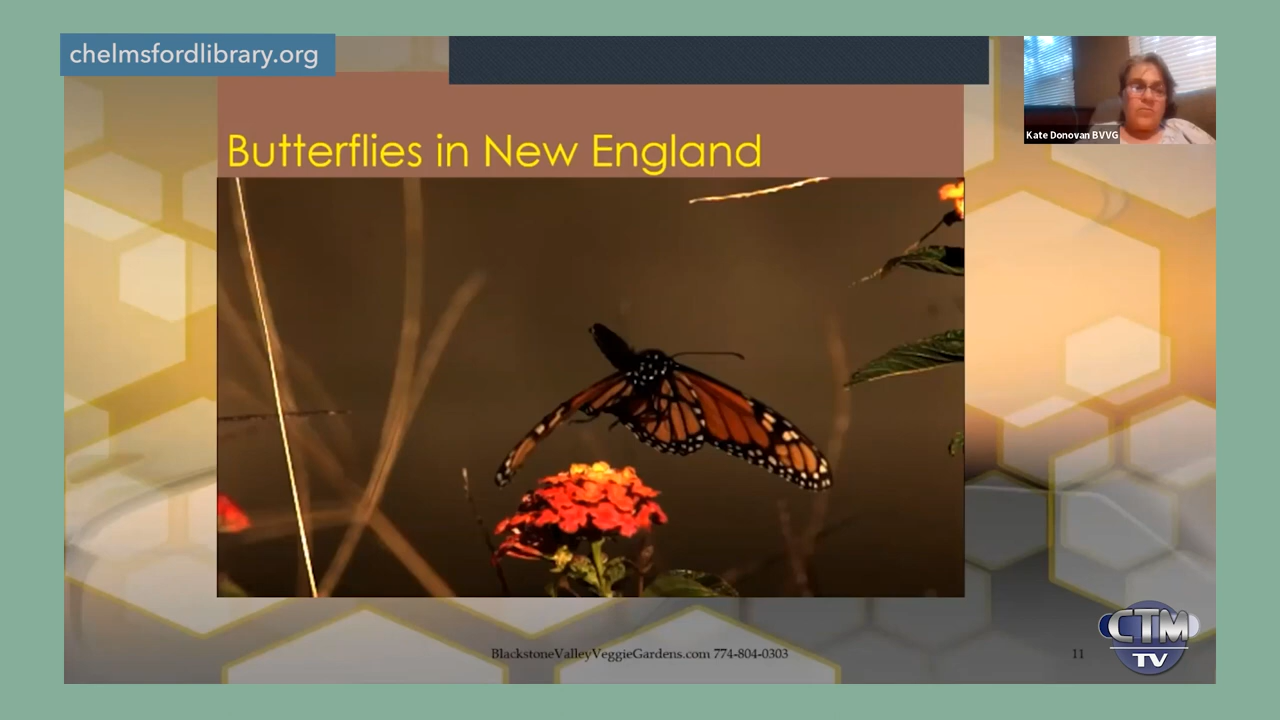 chelmsfordlibrary.org
Kate Donovan BVVG
Butterflies in New England
BlackstoneValleyVeggieGardens.com 774-804-0303
11
CTM
TV